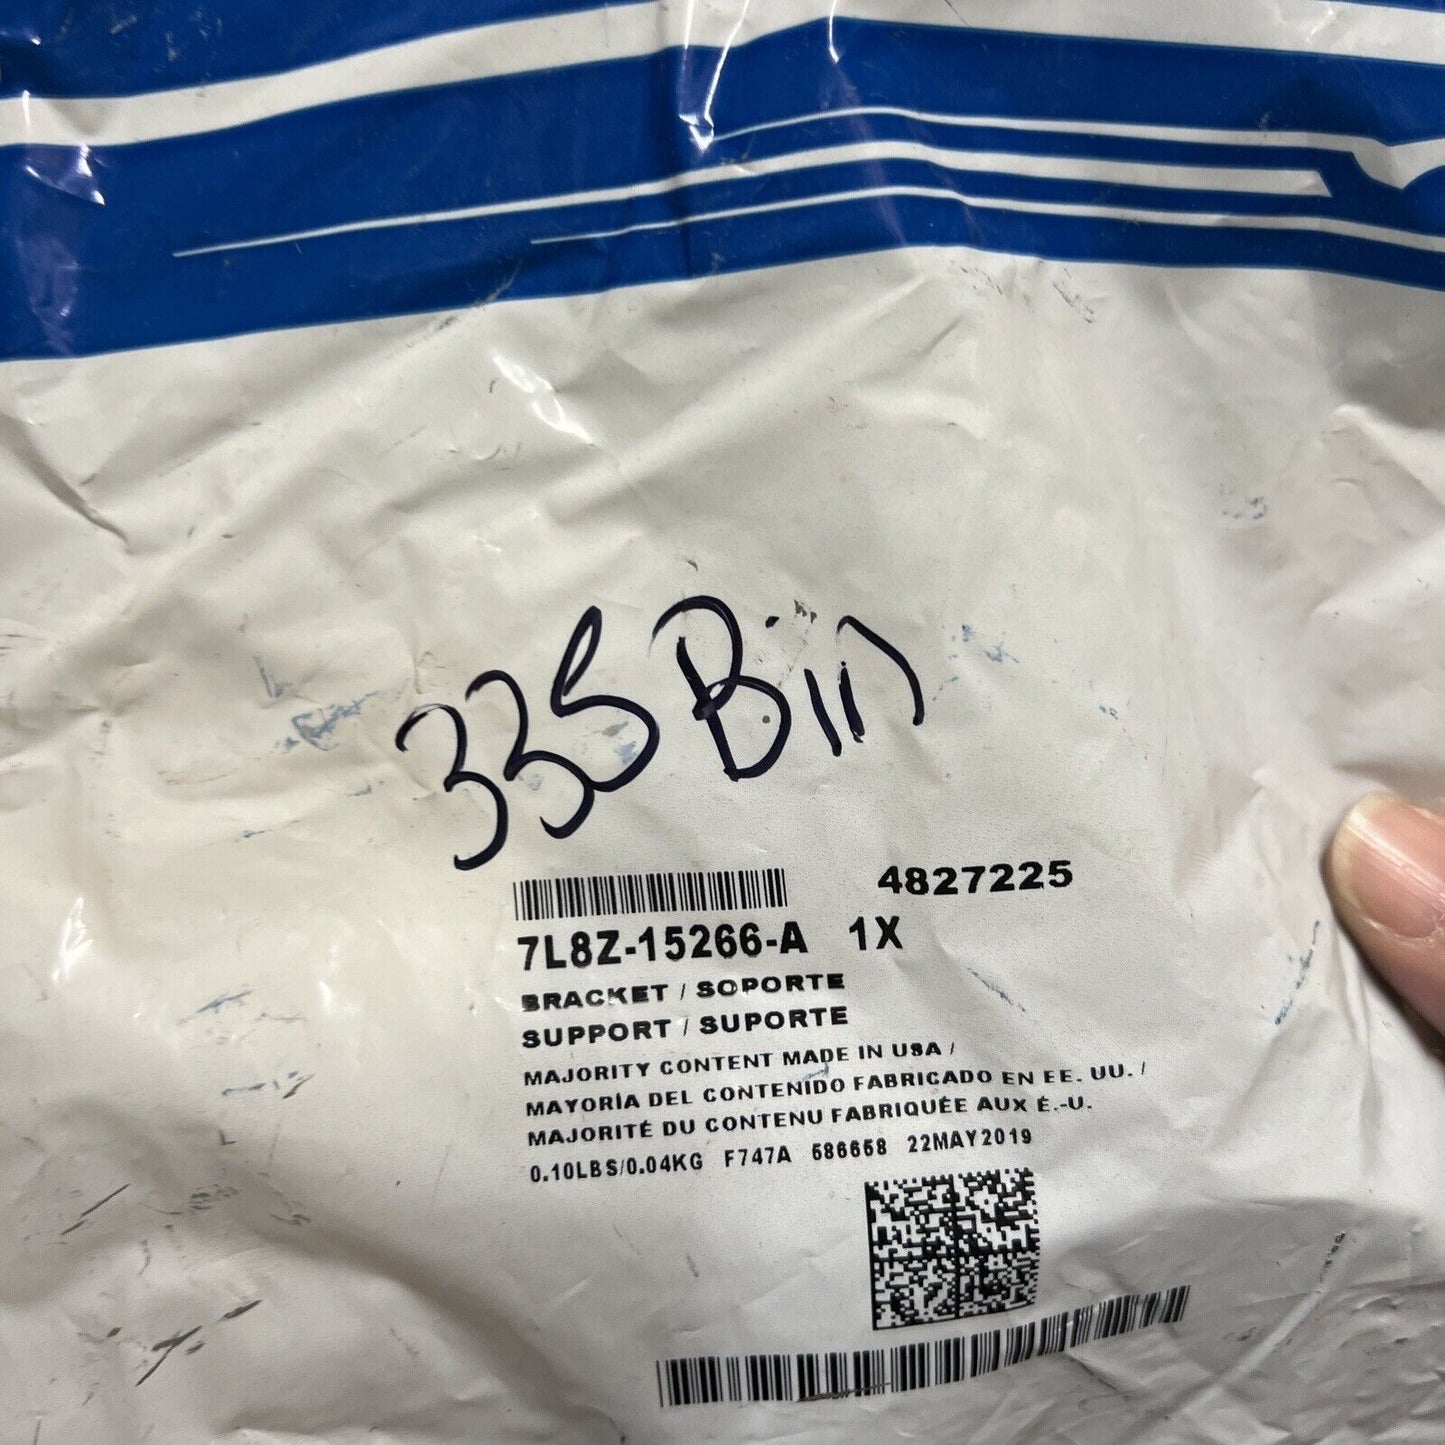 335 Bin
4827225
7L8Z-15266-A 1X
BRACKET / SOPORTE
SUPPORT / SUPORTE
MAJORITY CONTENT MADE IN USA /
MAYORÍA DEL CONTENIDO FABRICADO EN EE. UU. /
MAJORITÉ DU CONTENU FABRIQUÉE AUX É.-U.
0.10LBS/0.04KG F747A 586658 22MAY2019